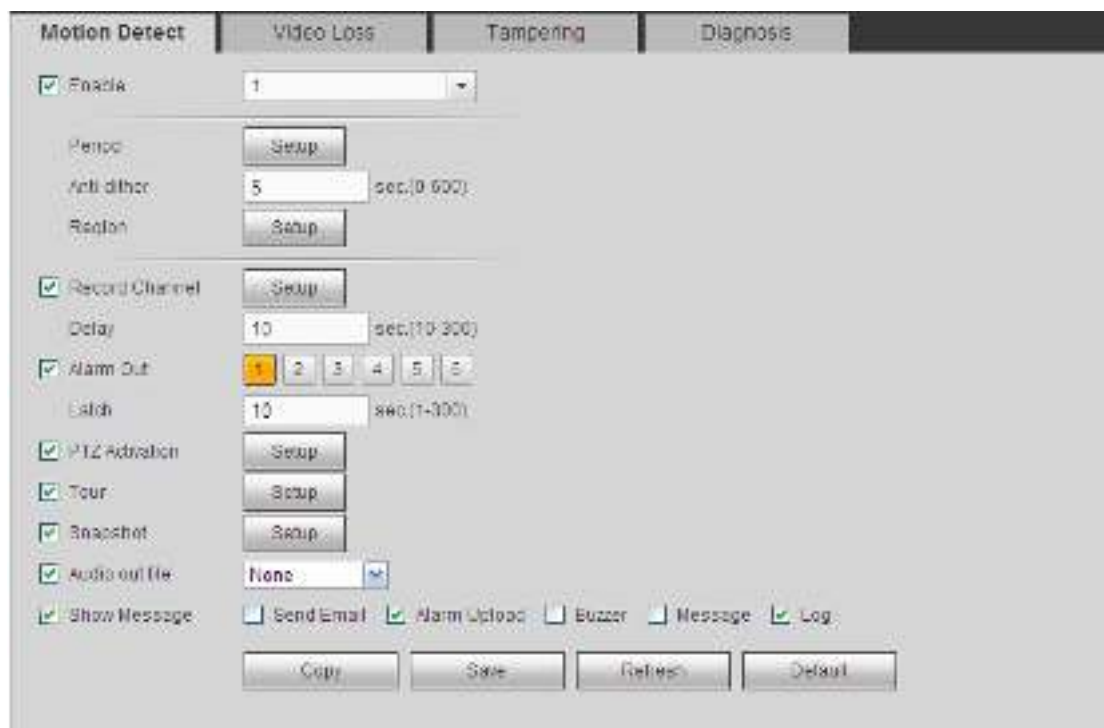 Motion Detect Video Loss Tampering Diagnosis
Enable 1
Period Setup
Anti-dither 5 sec.(0-600)
Region Setup
Record Channel Setup
Delay 10 sec.(10-300)
Alarm Out 1 2 3 4 5 6
Latch 10 sec.(1-300)
PTZ Activation Setup
Tour Setup
Snapshot Setup
Audio out file None
Show Message Send Email Alarm Upload Buzzer Message Log
Copy Save Refresh Default